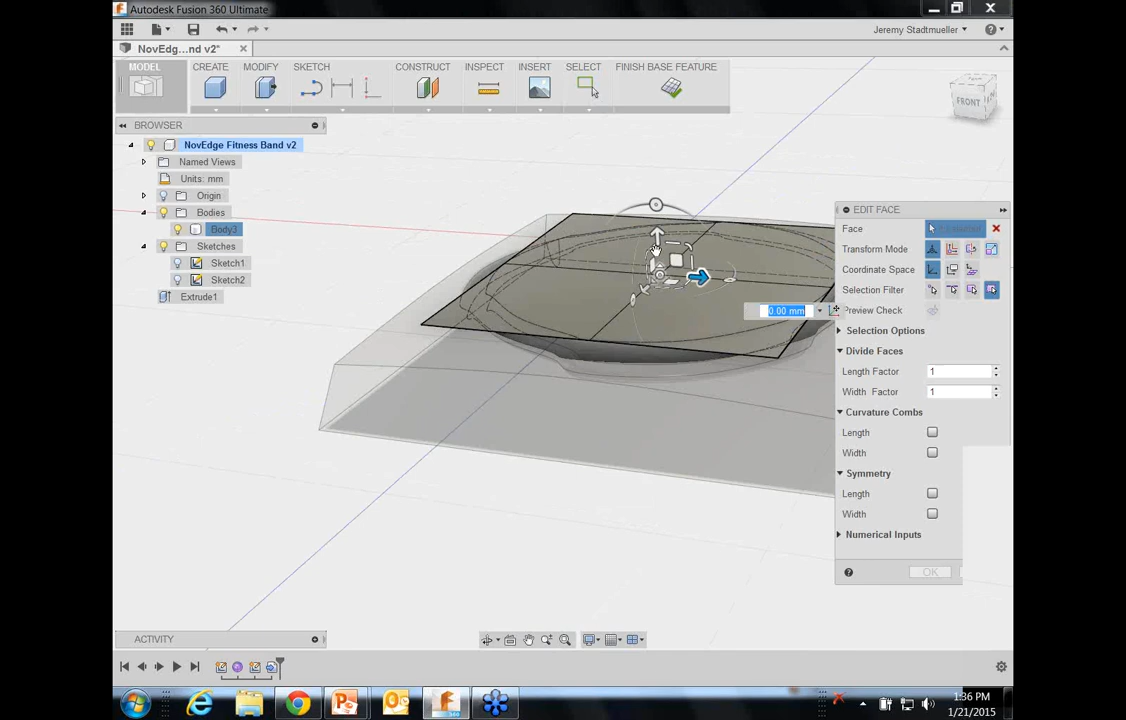 Autodesk Fusion 360 Ultimate
Jeremy Stadtmueller
NovEdg...nd v2*
MODEL
CREATE
MODIFY
SKETCH
CONSTRUCT
INSPECT
INSERT
SELECT
FINISH BASE FEATURE
FRONT
BROWSER
NovEdge Fitness Band v2
Named Views
Units: mm
Origin
Bodies
Body3
Sketches
Sketch1
Sketch2
Extrude1
0.00 mm
EDIT FACE
Face
Transform Mode
Coordinate Space
Selection Filter
Preview Check
Selection Options
Divide Faces
Length Factor 1
Width Factor 1
Curvature Combs
Length
Width
Symmetry
Length
Width
Numerical Inputs
OK
ACTIVITY
1:36 PM
1/21/2015